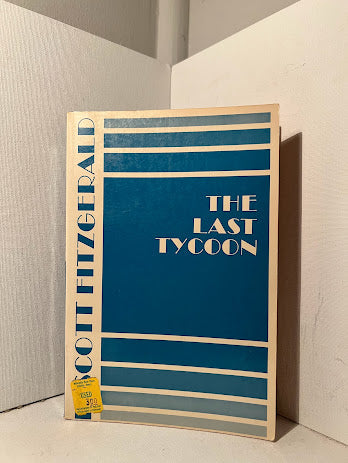 SCOTT FITZGERALD
THE
LAST
TYCOON
USED